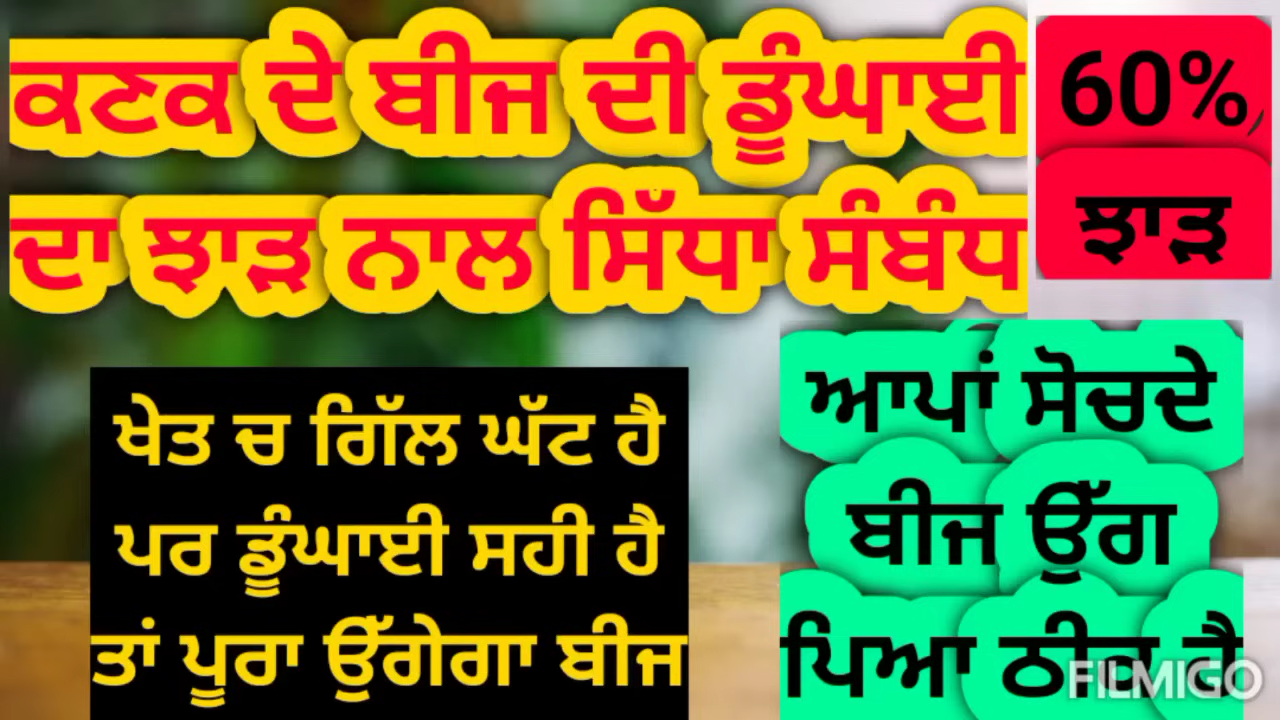 ਕਣਕ ਦੇ ਬੀਜ ਦੀ ਡੂੰਘਾਈ
ਦਾ ਝਾੜ ਨਾਲ ਸਿੱਧਾ ਸੰਬੰਧ
60%
ਝਾੜ
ਖੇਤ ਚ ਗਿੱਲ ਘੱਟ ਹੈ
ਪਰ ਡੂੰਘਾਈ ਸਹੀ ਹੈ
ਤਾਂ ਪੂਰਾ ਉੱਗੇਗਾ ਬੀਜ
ਆਪਾਂ ਸੋਚਦੇ
ਬੀਜ ਉੱਗ
ਪਿਆ ਠੀਕ ਹੈ
FILMIGO